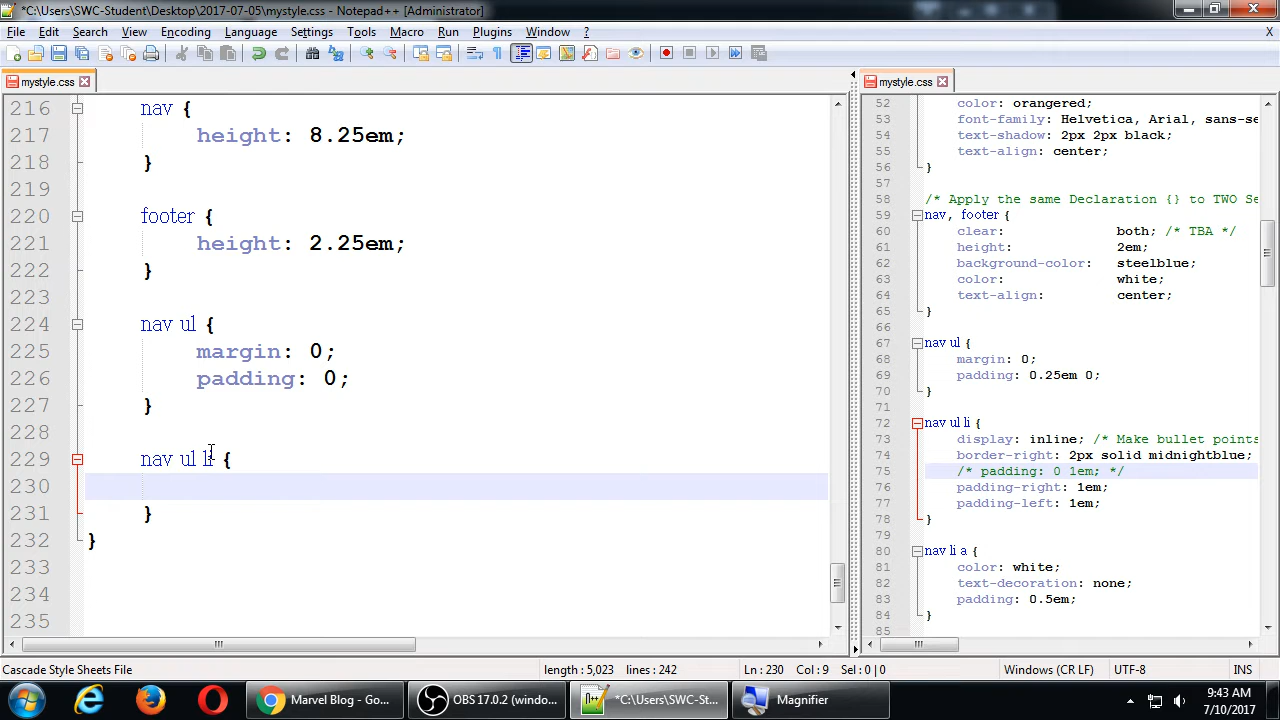 *C:\Users\SWC-Student\Desktop\2017-07-05\mystyle.css - Notepad++ [Administrator]
File Edit Search View Encoding Language Settings Tools Macro Run Plugins Window ? X
mystyle.css
216 nav {
217 height: 8.25em;
218 }
219
220 footer {
221 height: 2.25em;
222 }
223
224 nav ul {
225 margin: 0;
226 padding: 0;
227 }
228
229 nav ul li {
230
231 }
232 }
233
234
235
mystyle.css
52 color: orangered;
53 font-family: Helvetica, Arial, sans-se
54 text-shadow: 2px 2px black;
55 text-align: center;
56 }
57
58 /* Apply the same Declaration {} to TWO Se
59 nav, footer {
60 clear: both; /* TBA */
61 height: 2em;
62 background-color: steelblue;
63 color: white;
64 text-align: center;
65 }
66
67 nav ul {
68 margin: 0;
69 padding: 0.25em 0;
70 }
71
72 nav ul li {
73 display: inline; /* Make bullet points
74 border-right: 2px solid midnightblue;
75 /* padding: 0 1em; */
76 padding-right: 1em;
77 padding-left: 1em;
78 }
79
80 nav li a {
81 color: white;
82 text-decoration: none;
83 padding: 0.5em;
84 }
85
Cascade Style Sheets File length : 5,023 lines : 242 Ln : 230 Col : 9 Sel : 0 | 0 Windows (CR LF) UTF-8 INS
Marvel Blog - Go... OBS 17.0.2 (windo... *C:\Users\SWC-St... Magnifier 9:43 AM
7/10/2017